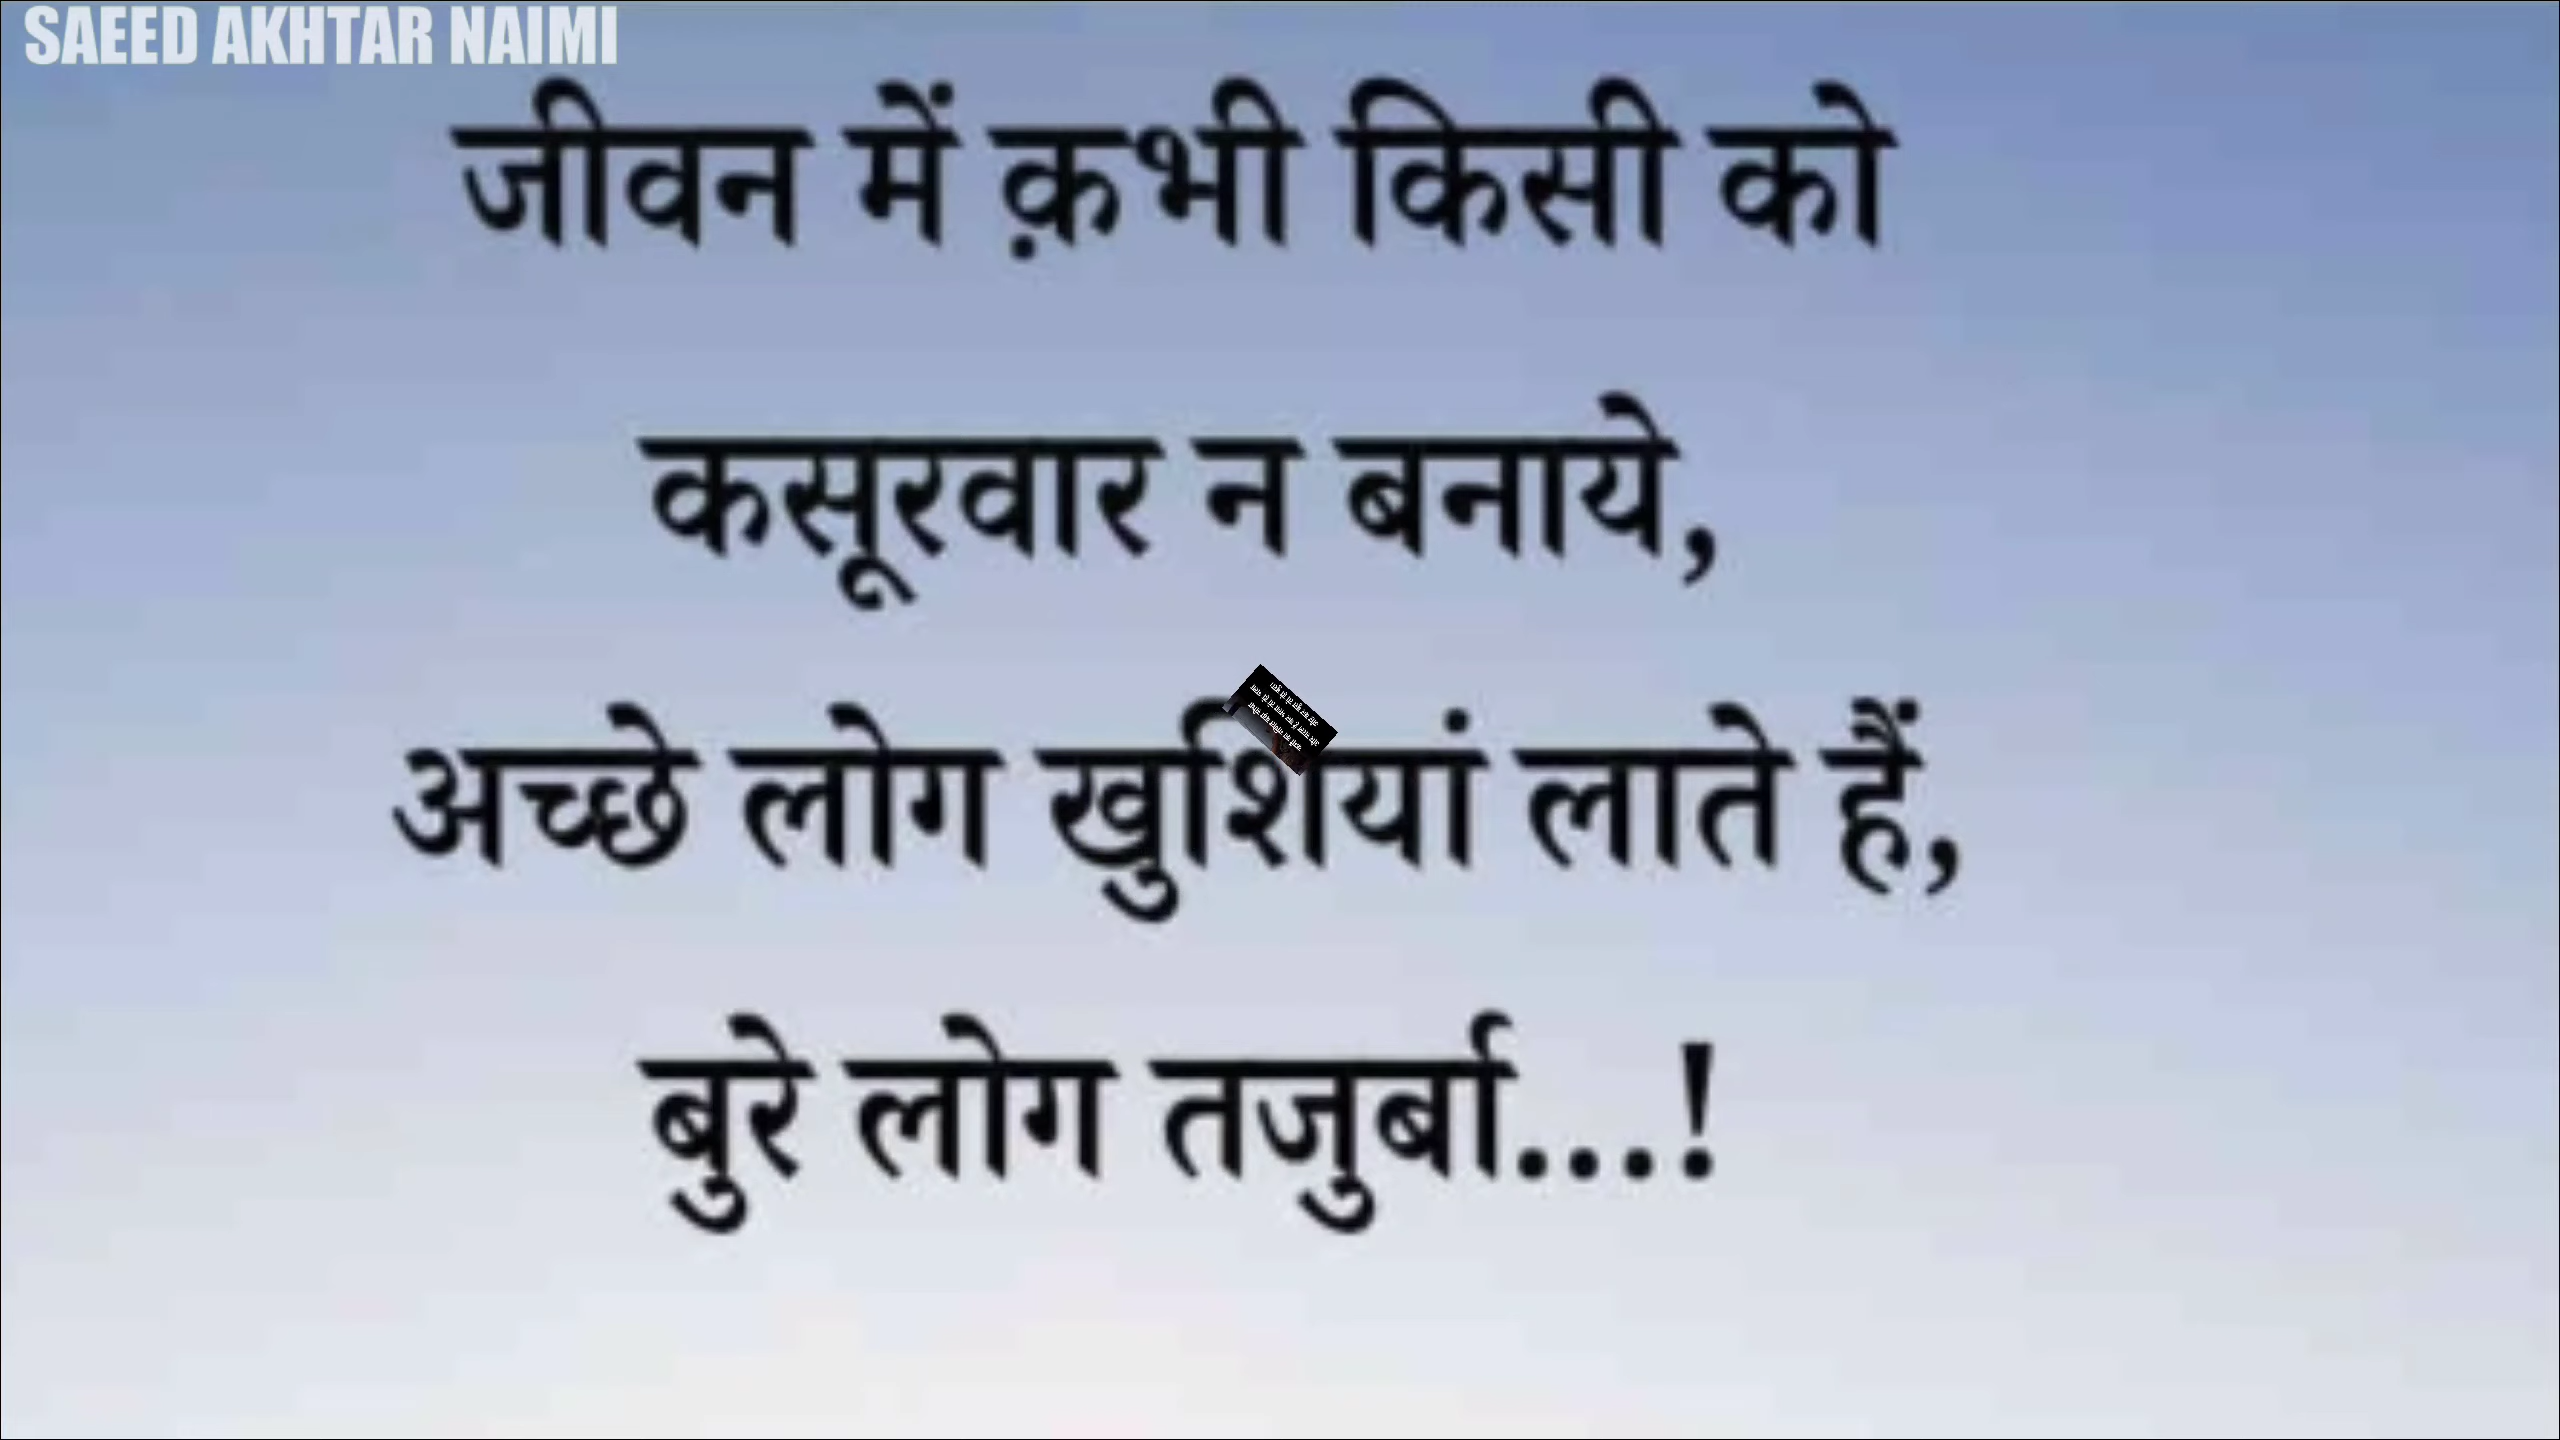 SAEED AKHTAR NAIMI
जीवन में क़भी किसी को
कसूरवार न बनाये,
अच्छे लोग खुशियां लाते हैं,
बुरे लोग तजुर्बा...!